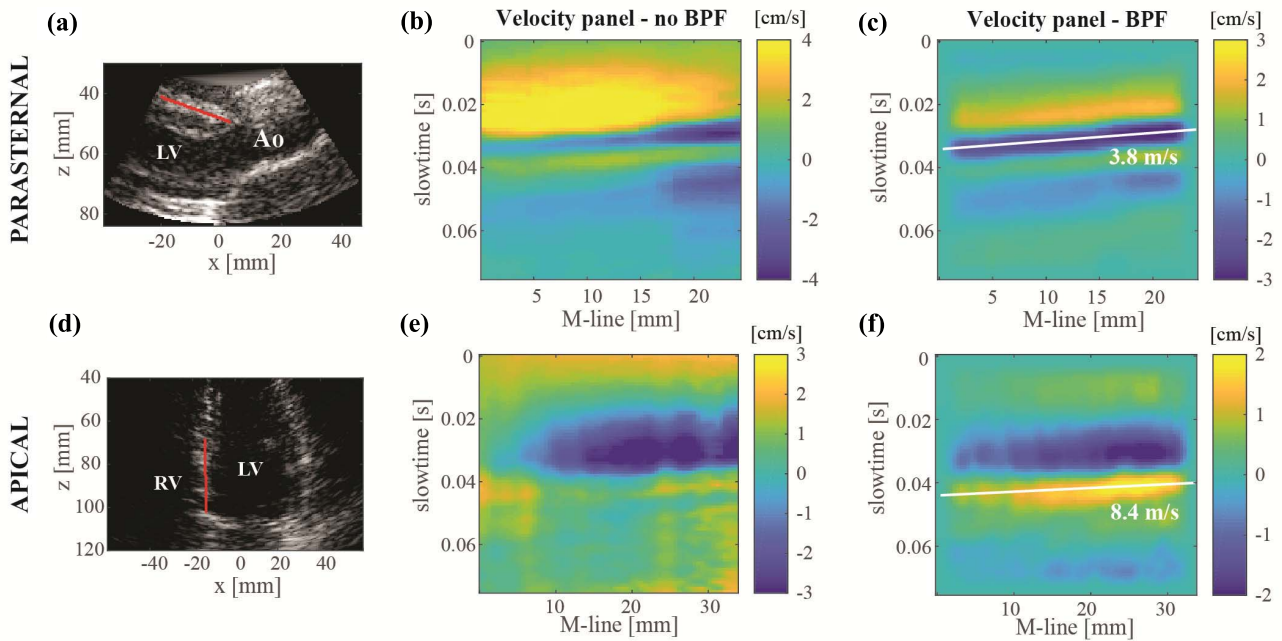 (a)
(b)
Velocity panel - no BPF
[cm/s]
(c)
Velocity panel - BPF
[cm/s]
PARASTERNAL
z [mm]
40
60
80
LV
Ao
-20
0
20
40
x [mm]
slowtime [s]
0
0.02
0.04
0.06
5
10
15
20
M-line [mm]
4
2
0
-2
-4
slowtime [s]
0
0.02
0.04
0.06
3.8 m/s
5
10
15
20
M-line [mm]
3
2
1
0
-1
-2
-3
(d)
(e)
[cm/s]
(f)
[cm/s]
APICAL
z [mm]
40
60
80
100
120
RV
LV
-40
-20
0
20
40
x [mm]
slowtime [s]
0
0.02
0.04
0.06
10
20
30
M-line [mm]
3
2
1
0
-1
-2
-3
slowtime [s]
0
0.02
0.04
0.06
8.4 m/s
10
20
30
M-line [mm]
2
1
0
-1
-2